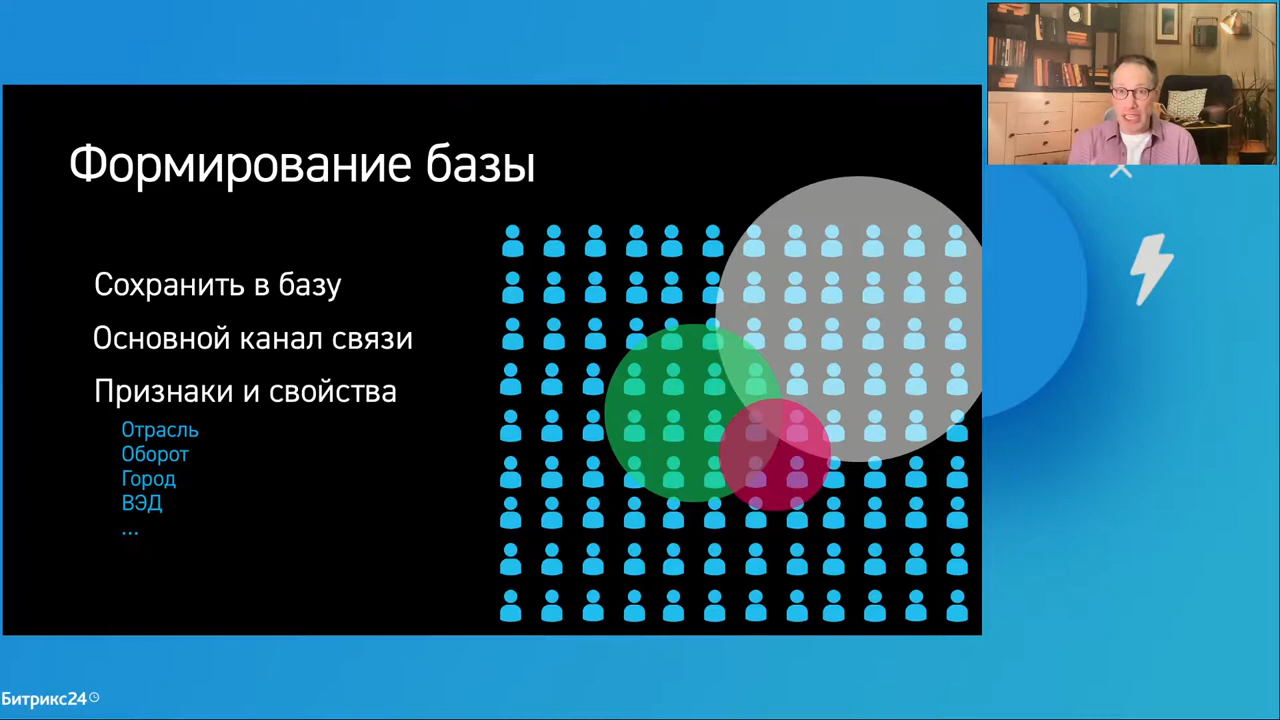 Формирование базы
Сохранить в базу
Основной канал связи
Признаки и свойства
Отрасль
Оборот
Город
ВЭД
...
Битрикс24